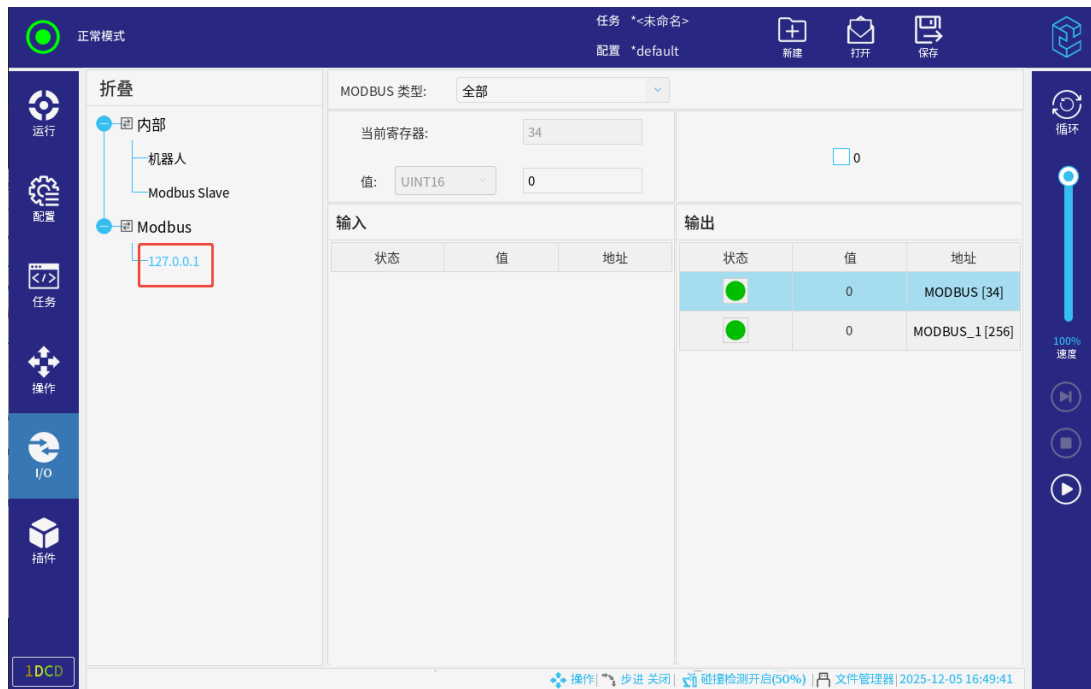 正常模式
任务 *<未命名>
配置 *default
新建
打开
保存
运行
配置
任务
操作
I/O
插件
1DCD
折叠
内部
机器人
Modbus Slave
Modbus
127.0.0.1
MODBUS 类型: 全部
当前寄存器: 34
值: UINT16 0
0
输入
状态 值 地址
输出
状态 值 地址
0 MODBUS [34]
0 MODBUS_1 [256]
循环
100%
速度
操作| 步进 关闭| 碰撞检测开启(50%) | 文件管理器|2025-12-05 16:49:41